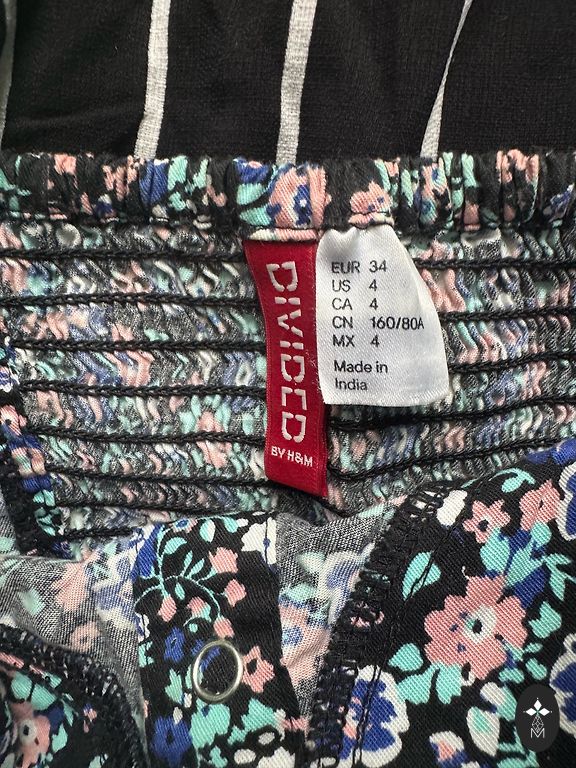 DIVIDED
BY H&M
EUR 34
US 4
CA 4
CN 160/80A
MX 4
Made in
India
M